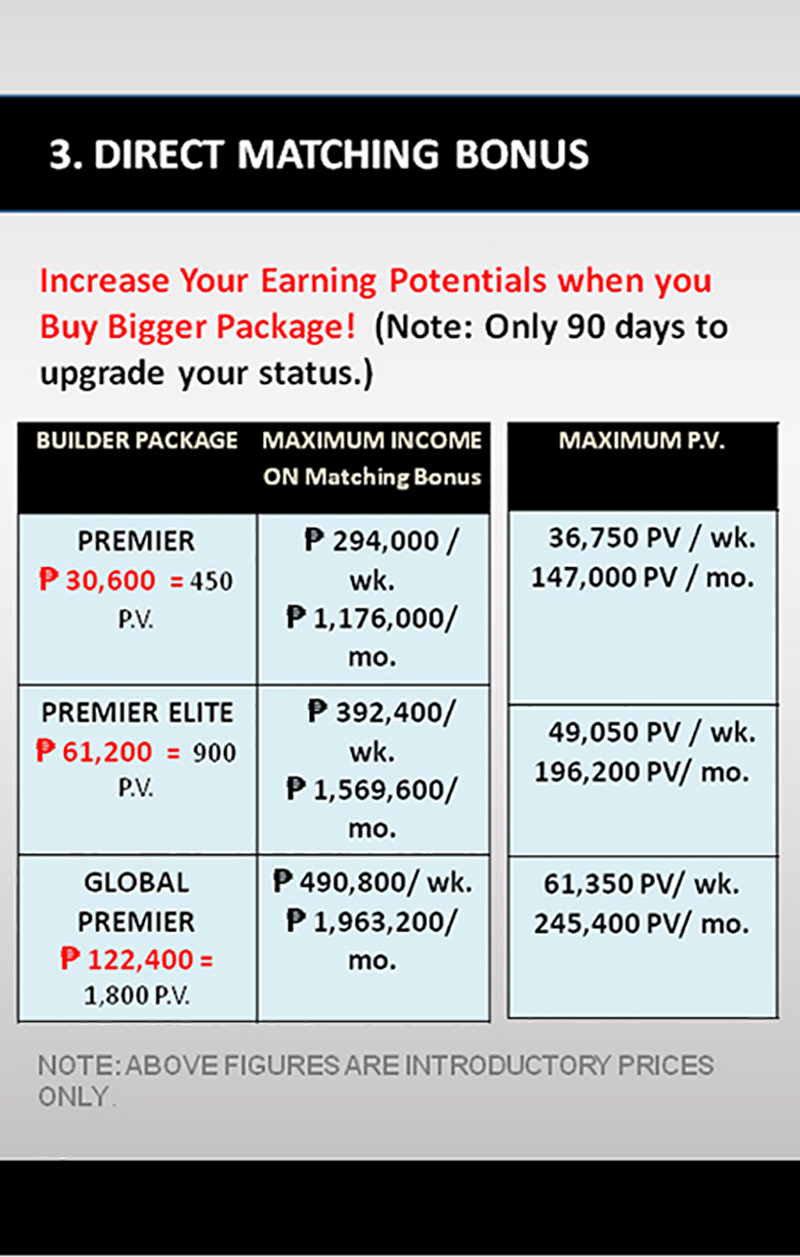 3. DIRECT MATCHING BONUS
Increase Your Earning Potentials when you
Buy Bigger Package! (Note: Only 90 days to
upgrade your status.)
BUILDER PACKAGE
MAXIMUM INCOME
ON Matching Bonus
MAXIMUM P.V.
PREMIER
₱ 30,600 = 450
P.V.
₱ 294,000 /
wk.
₱ 1,176,000/
mo.
36,750 PV / wk.
147,000 PV / mo.
PREMIER ELITE
₱ 61,200 = 900
P.V.
₱ 392,400/
wk.
₱ 1,569,600/
mo.
49,050 PV / wk.
196,200 PV/ mo.
GLOBAL
PREMIER
₱ 122,400 =
1,800 P.V.
₱ 490,800/ wk.
₱ 1,963,200/
mo.
61,350 PV/ wk.
245,400 PV/ mo.
NOTE: ABOVE FIGURES ARE INTRODUCTORY PRICES
ONLY.